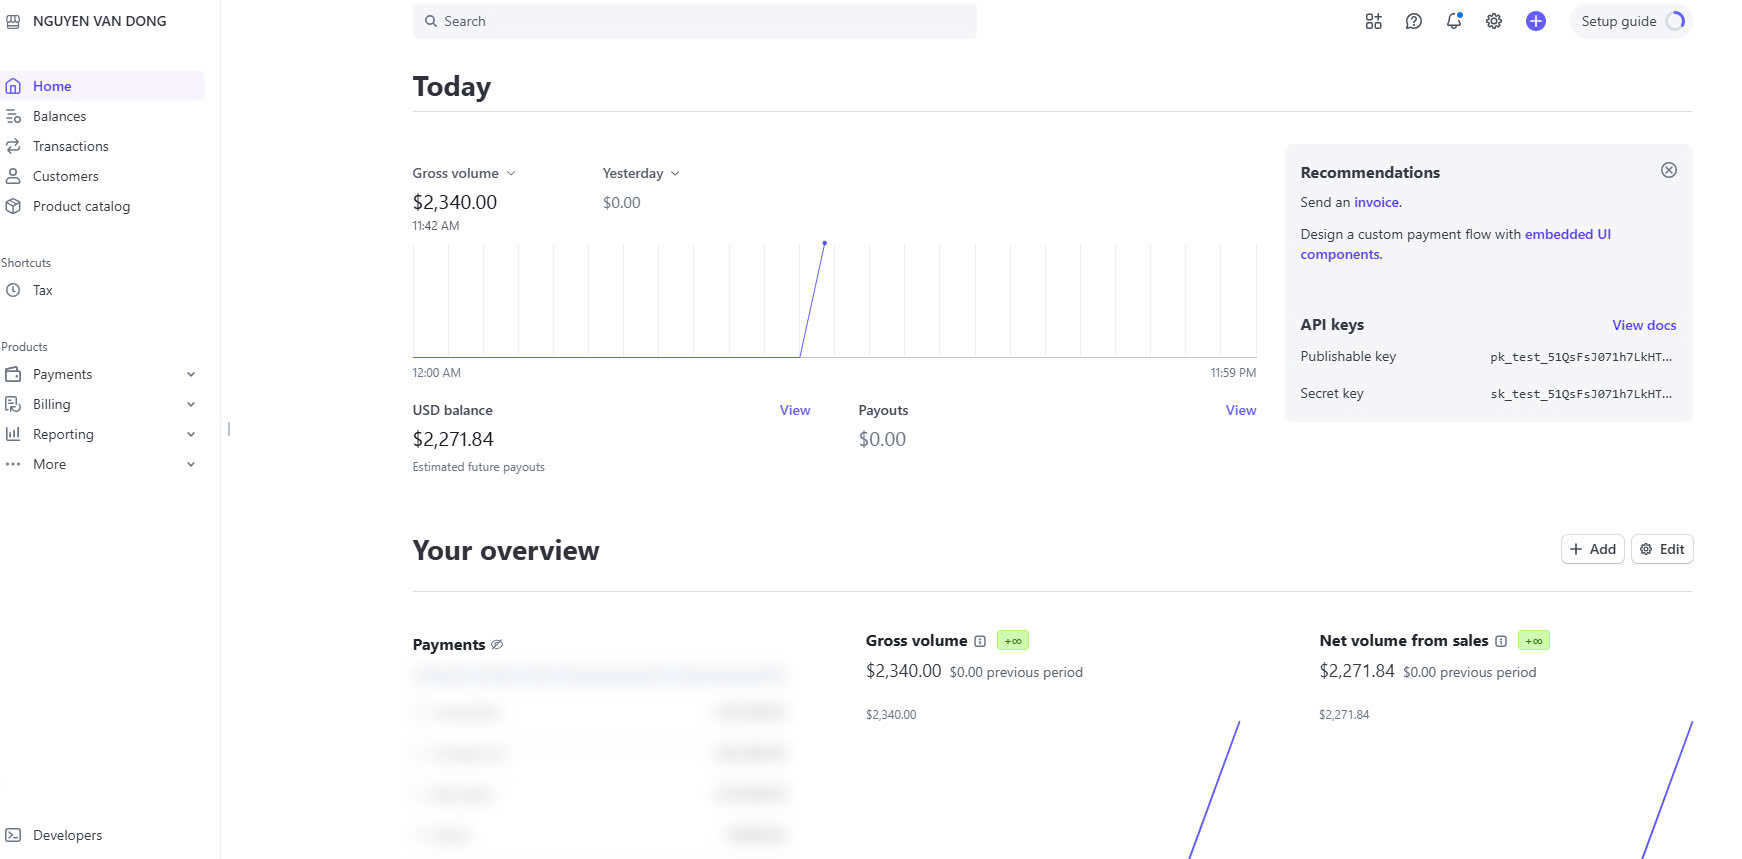 NGUYEN VAN DONG
Search
Setup guide
Home
Balances
Transactions
Customers
Product catalog
Shortcuts
Tax
Products
Payments
Billing
Reporting
More
Developers
Today
Gross volume
Yesterday
$2,340.00
$0.00
11:42 AM
12:00 AM
11:59 PM
USD balance
View
Payouts
View
$2,271.84
$0.00
Estimated future payouts
Recommendations
Send an invoice.
Design a custom payment flow with embedded UI
components.
API keys
View docs
Publishable key
pk_test_51QsFsJ071h7LkHT…
Secret key
sk_test_51QsFsJ071h7LkHT…
Your overview
Add
Edit
Payments
Gross volume
+∞
$2,340.00 $0.00 previous period
$2,340.00
Net volume from sales
+∞
$2,271.84 $0.00 previous period
$2,271.84